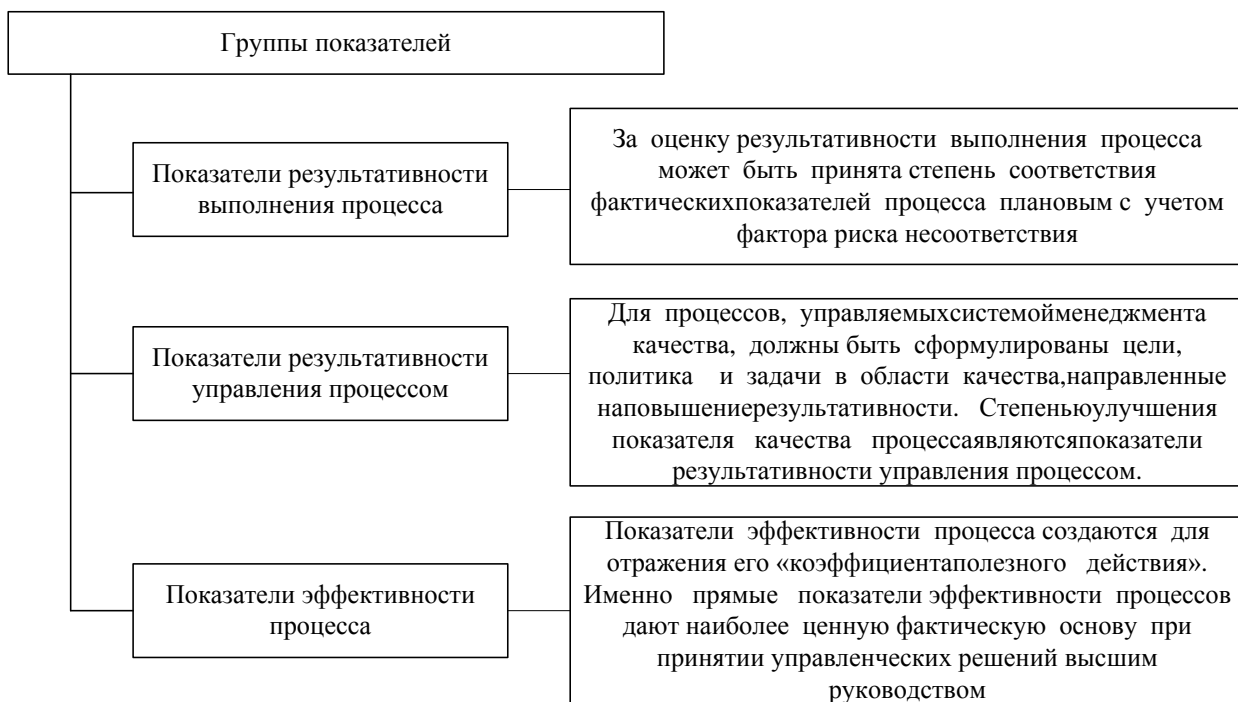 Группы показателей
Показатели результативности
выполнения процесса
За оценку результативности выполнения процесса
может быть принята степень соответствия
фактическихпоказателей процесса плановым с учетом
фактора риска несоответствия
Показатели результативности
управления процессом
Для процессов, управляемыхсистемойменеджмента
качества, должны быть сформулированы цели,
политика и задачи в области качества,направленные
наповышениерезультативности. Степеньюулучшения
показателя качества процессаявляютсяпоказатели
результативности управления процессом.
Показатели эффективности
процесса
Показатели эффективности процесса создаются для
отражения его «коэффициентаполезного действия».
Именно прямые показатели эффективности процессов
дают наиболее ценную фактическую основу при
принятии управленческих решений высшим
руководством